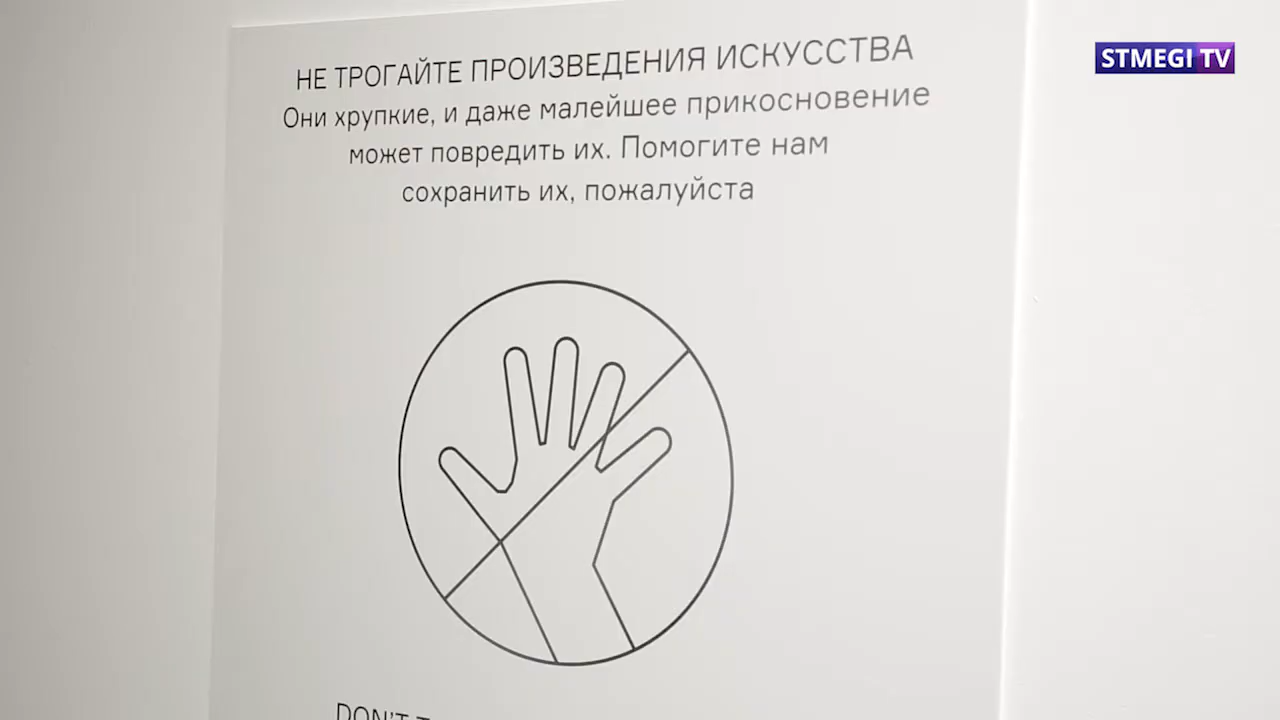 STMEGI TV
НЕ ТРОГАЙТЕ ПРОИЗВЕДЕНИЯ ИСКУССТВА
Они хрупкие, и даже малейшее прикосновение
может повредить их. Помогите нам
сохранить их, пожалуйста
DON'T